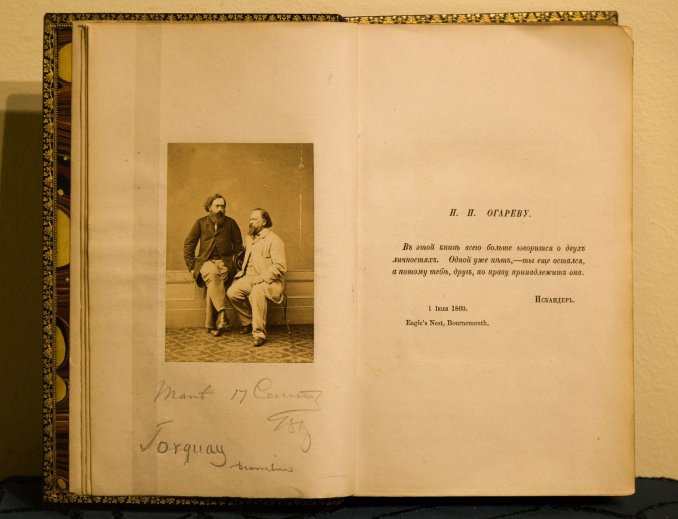 17
Torquay
Н. П. ОГАРЕВУ.
Въ этой книгѣ всего больше говорится о двухъ
личностяхъ. Одной уже нѣтъ,—ты еще остался,
а потому тебѣ, другъ, по праву принадлежитъ она.
Искандеръ.
1 іюля 1860.
Eagle's Nest, Bournemouth.